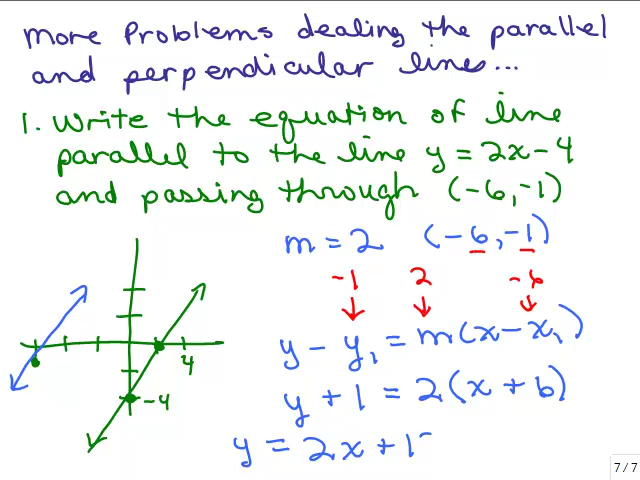 More Problems dealing the parallel
and perpendicular lines...
1. Write the equation of line
parallel to the line y = 2x - 4
and passing through (-6,-1)
m = 2 (-6,-1)
-1 2 -6
y - y₁ = m(x - x₁)
4
y + 1 = 2(x + 6)
-4
y = 2x + 1
7/7